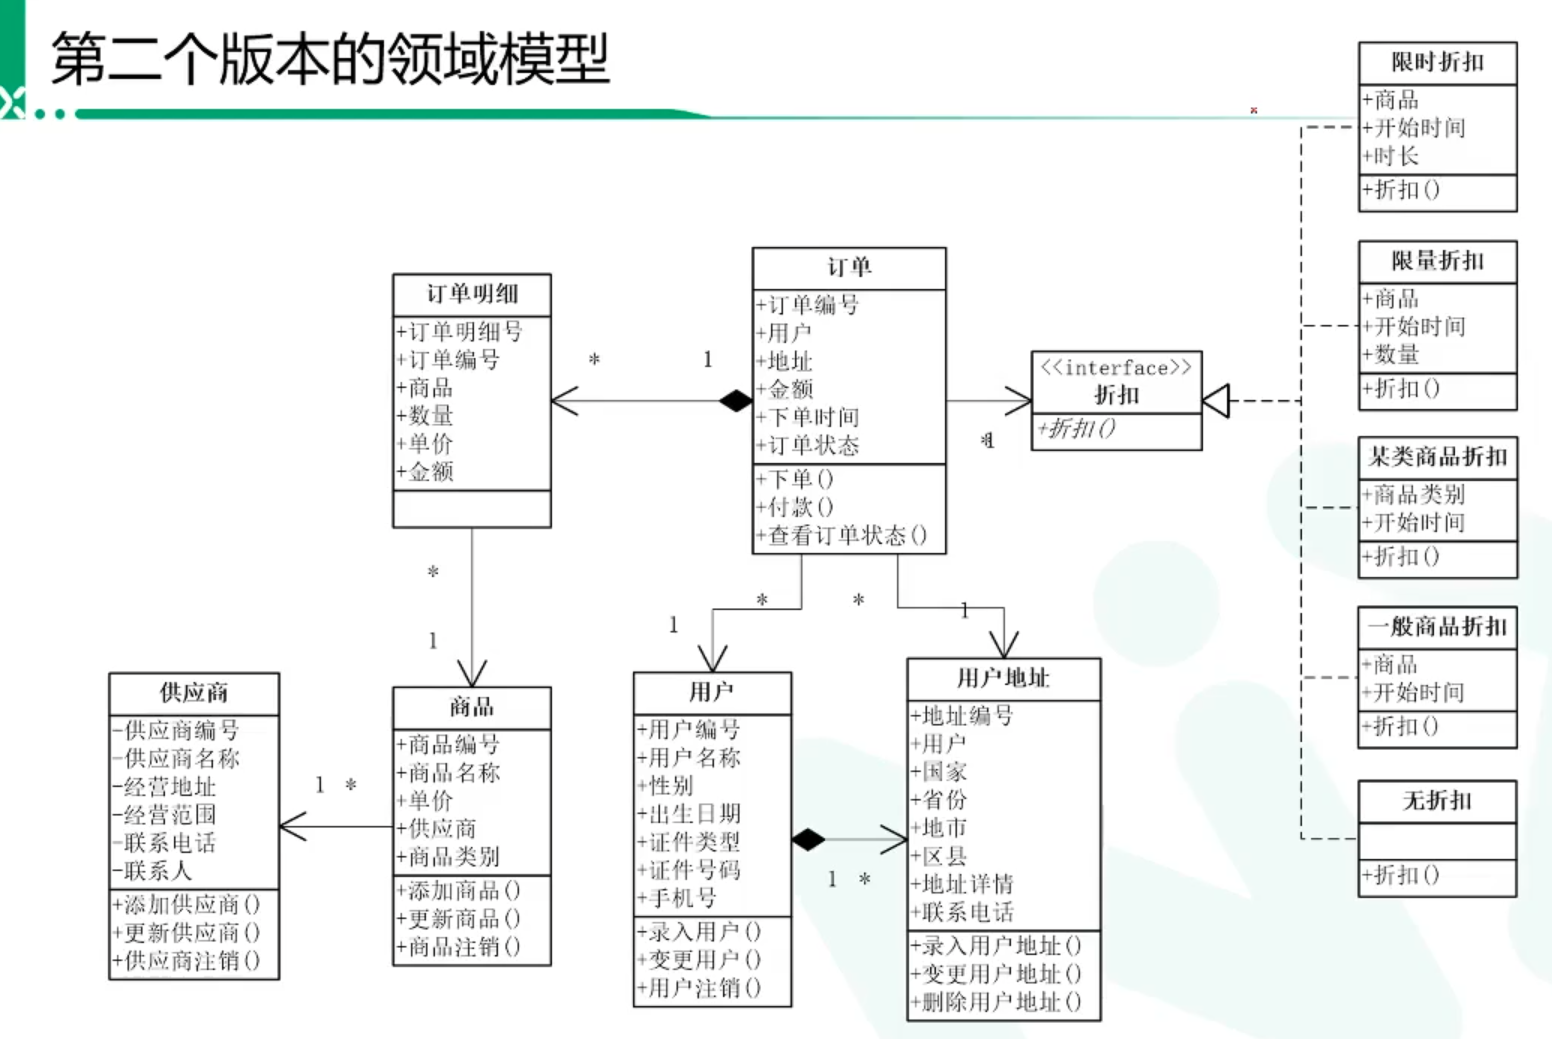 第二个版本的领域模型
限时折扣
+商品
+开始时间
+时长
+折扣()
限量折扣
+商品
+开始时间
+数量
+折扣()
某类商品折扣
+商品类别
+开始时间
+折扣()
一般商品折扣
+商品
+开始时间
+折扣()
无折扣
+折扣()
订单明细
+订单明细号
+订单编号
+商品
+数量
+单价
+金额
* 1
订单
+订单编号
+用户
+地址
+金额
+下单时间
+订单状态
+下单()
+付款()
+查看订单状态()
<<interface>>
折扣
+折扣()
*
1
*
1
*
1
供应商
-供应商编号
-供应商名称
-经营地址
-经营范围
-联系电话
-联系人
+添加供应商()
+更新供应商()
+供应商注销()
1 *
商品
+商品编号
+商品名称
+单价
+供应商
+商品类别
+添加商品()
+更新商品()
+商品注销()
用户
+用户编号
+用户名称
+性别
+出生日期
+证件类型
+证件号码
+手机号
+录入用户()
+变更用户()
+用户注销()
1 *
用户地址
+地址编号
+用户
+国家
+省份
+地市
+区县
+地址详情
+联系电话
+录入用户地址()
+变更用户地址()
+删除用户地址()